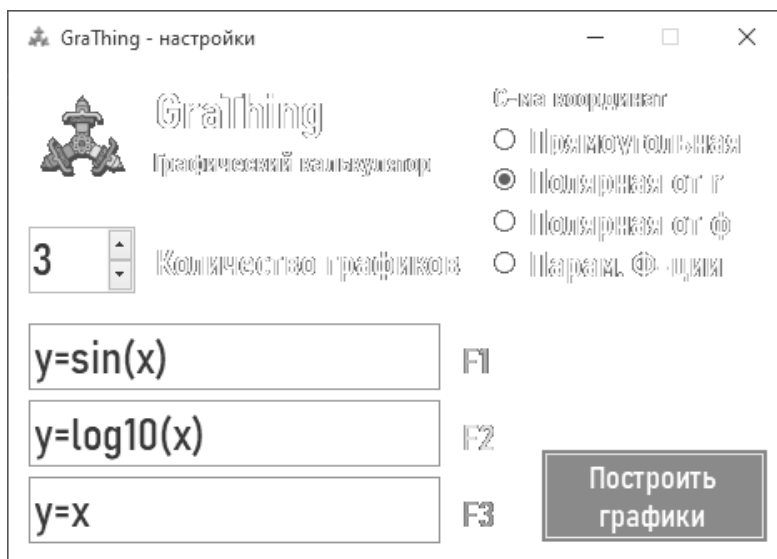 GraThing - настройки
GraThing
Графический калькулятор
С-ма координат
Прямоугольная
Полярная от r
Полярная от ф
Парам. Ф-ции
3
Количество графиков
y=sin(x)
F1
y=log10(x)
F2
y=x
F3
Построить
графики